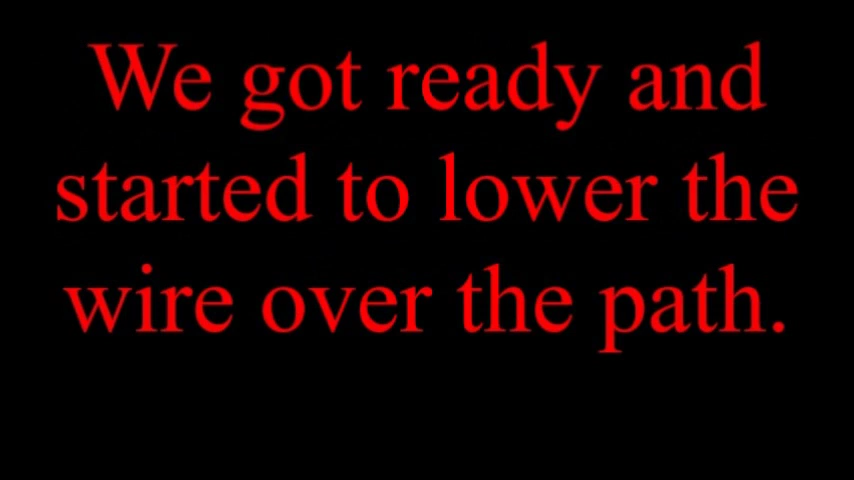 We got ready and
started to lower the
wire over the path.